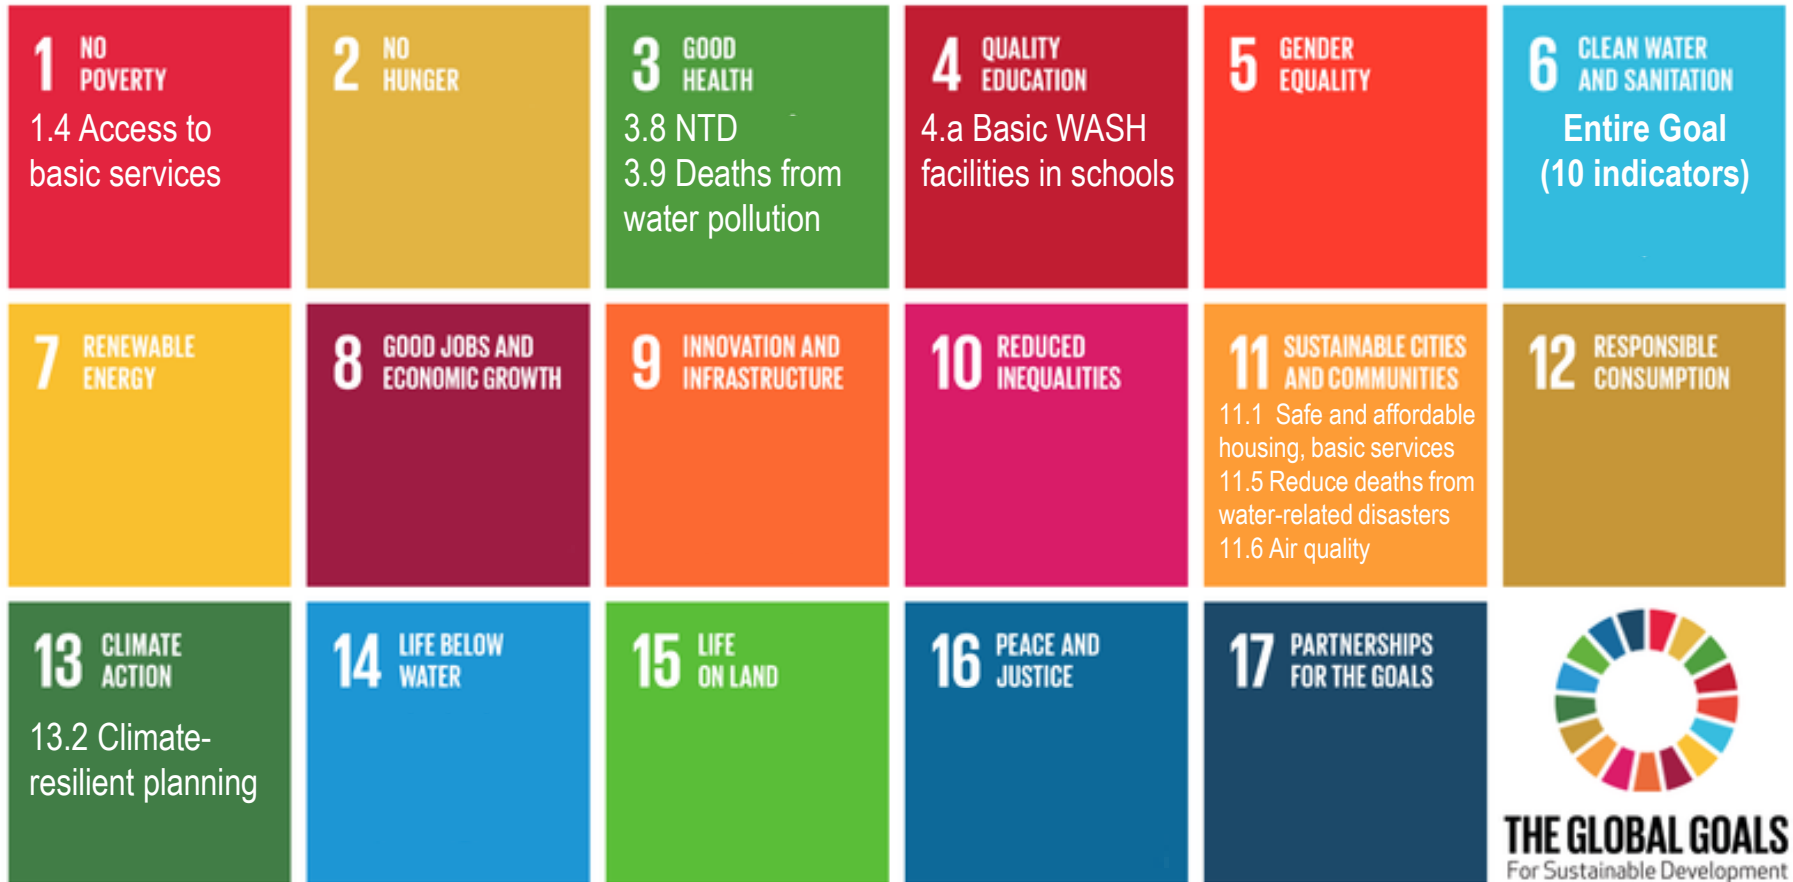 1 NO
POVERTY
1.4 Access to
basic services
2 NO
HUNGER
3 GOOD
HEALTH
3.8 NTD
3.9 Deaths from
water pollution
4 QUALITY
EDUCATION
4.a Basic WASH
facilities in schools
5 GENDER
EQUALITY
6 CLEAN WATER
AND SANITATION
Entire Goal
(10 indicators)
7 RENEWABLE
ENERGY
8 GOOD JOBS AND
ECONOMIC GROWTH
9 INNOVATION AND
INFRASTRUCTURE
10 REDUCED
INEQUALITIES
11 SUSTAINABLE CITIES
AND COMMUNITIES
11.1 Safe and affordable
housing, basic services
11.5 Reduce deaths from
water-related disasters
11.6 Air quality
12 RESPONSIBLE
CONSUMPTION
13 CLIMATE
ACTION
13.2 Climate-
resilient planning
14 LIFE BELOW
WATER
15 LIFE
ON LAND
16 PEACE AND
JUSTICE
17 PARTNERSHIPS
FOR THE GOALS
THE GLOBAL GOALS
For Sustainable Development